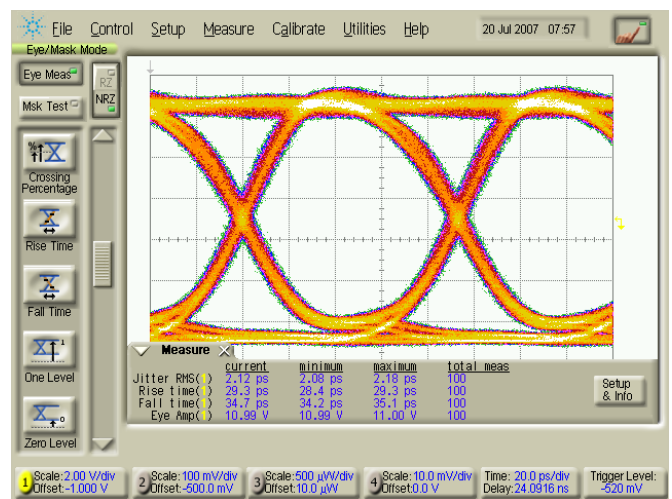 File Control Setup Measure Calibrate Utilities Help 20 Jul 2007 07:57
Eye/Mask Mode
Eye Meas
RZ
NRZ
Msk Test
Crossing
Percentage
Rise Time
Fall Time
One Level
Zero Level
Measure
current minimum maximum total meas
Jitter RMS(1) 2.12 ps 2.08 ps 2.18 ps 100
Rise time(1) 29.3 ps 28.4 ps 29.3 ps 100
Fall time(1) 34.7 ps 34.2 ps 35.1 ps 100
Eye Amp(1) 10.99 V 10.99 V 11.00 V 100
Setup
& Info
1 Scale:2.00 V/div
Offset:-1.000 V
2 Scale:100 mV/div
Offset:-500.0 mV
3 Scale:500 µW/div
Offset:10.0 µW
4 Scale:10.0 mV/div
Offset:0.0 V
Time: 20.0 ps/div
Delay:24.0916 ns
Trigger Level:
-520 mV